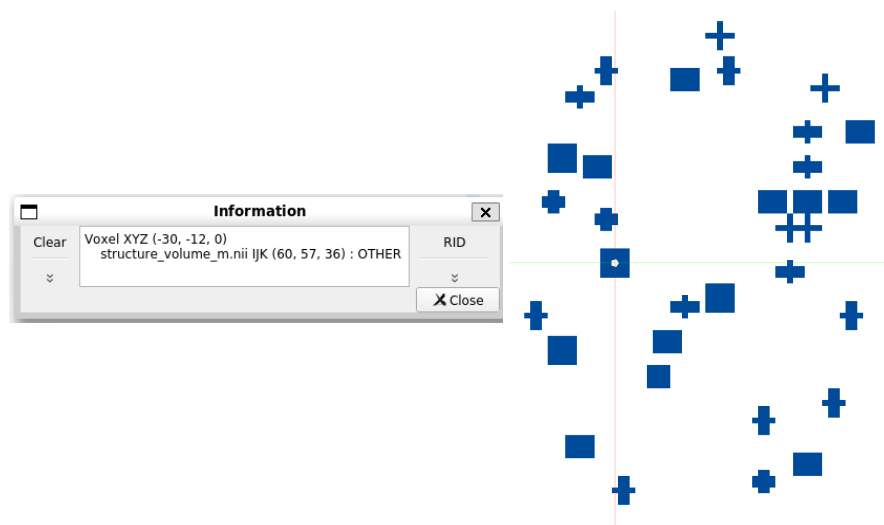 Information
Clear
Voxel XYZ (-30, -12, 0)
structure_volume_m.nii IJK (60, 57, 36) : OTHER
RID
Close